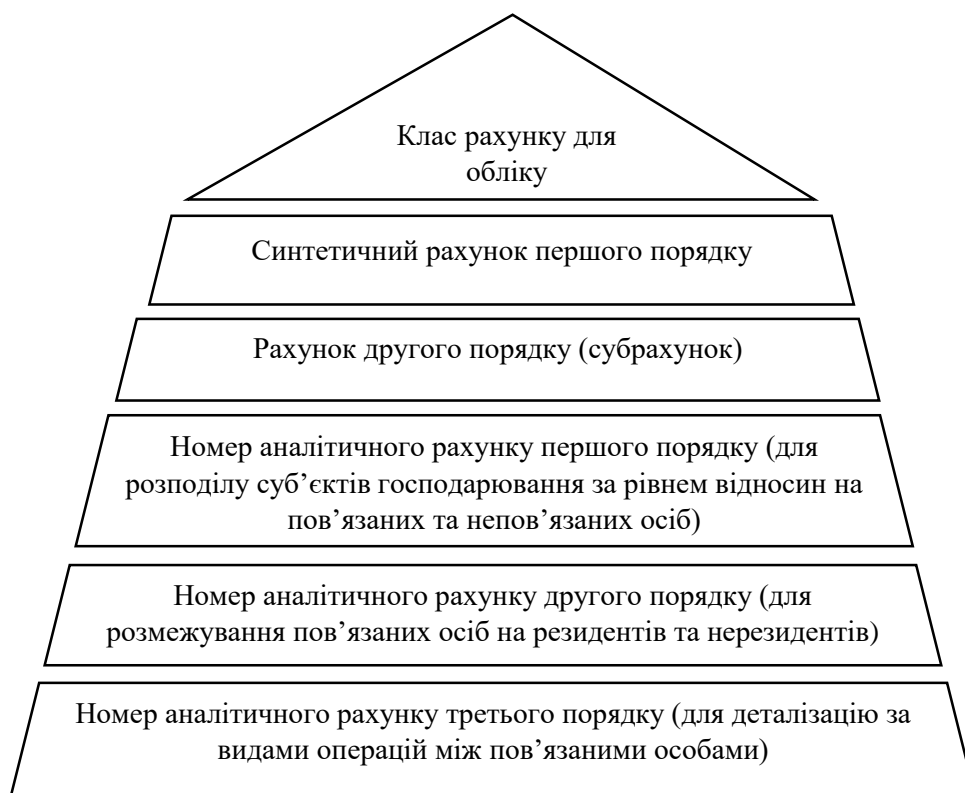 Клас рахунку для
обліку
Синтетичний рахунок першого порядку
Рахунок другого порядку (субрахунок)
Номер аналітичного рахунку першого порядку (для
розподілу суб’єктів господарювання за рівнем відносин на
пов’язаних та непов’язаних осіб)
Номер аналітичного рахунку другого порядку (для
розмежування пов’язаних осіб на резидентів та нерезидентів)
Номер аналітичного рахунку третього порядку (для деталізацію за
видами операцій між пов’язаними особами)